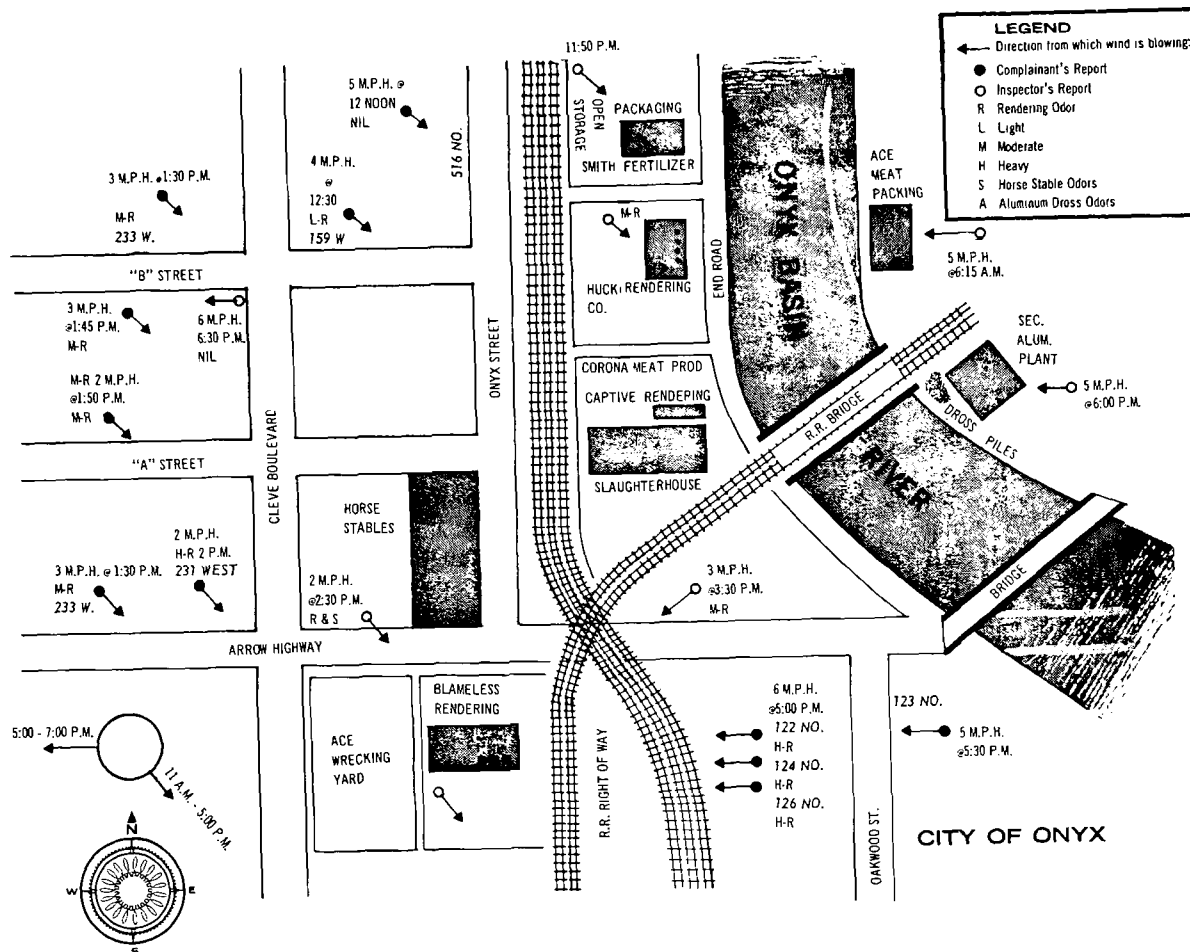 LEGEND
Direction from which wind is blowing:
Complainant's Report
Inspector's Report
R Rendering Odor
L Light
M Moderate
H Heavy
S Horse Stable Odors
A Aluminum Dross Odors
11:50 P.M.
OPEN
STORAGE
PACKAGING
SMITH FERTILIZER
5 M.P.H. @
12 NOON
NIL
516 NO.
4 M.P.H.
@
12:30
L-R
159 W
3 M.P.H. @1:30 P.M.
M-R
233 W.
"B" STREET
ONYX BASIN
ACE
MEAT
PACKING
5 M.P.H.
@6:15 A.M.
M-R
HUCK RENDERING
CO.
END ROAD
3 M.P.H.
@1:45 P.M.
M-R
6 M.P.H.
6:30 P.M.
NIL
M-R 2 M.P.H.
@1:50 P.M.
M-R
CLEVE BOULEVARD
ONYX STREET
CORONA MEAT PROD
CAPTIVE RENDERING
SLAUGHTERHOUSE
R.R. BRIDGE
SEC.
ALUM.
PLANT
5 M.P.H.
@6:00 P.M.
DROSS PILES
RIVER
BRIDGE
"A" STREET
HORSE
STABLES
2 M.P.H.
H-R 2 P.M.
231 WEST
3 M.P.H. @ 1:30 P.M.
M-R
233 W.
2 M.P.H.
@2:30 P.M.
R & S
3 M.P.H.
@3:30 P.M.
M-R
ARROW HIGHWAY
BLAMELESS
RENDERING
ACE
WRECKING
YARD
R.R. RIGHT OF WAY
6 M.P.H.
@5:00 P.M.
122 NO.
H-R
124 NO.
H-R
126 NO.
H-R
123 NO.
5 M.P.H.
@5:30 P.M.
OAKWOOD ST.
CITY OF ONYX
5:00 - 7:00 P.M.
11 A.M. - 5:00 P.M.
N
W
E
S